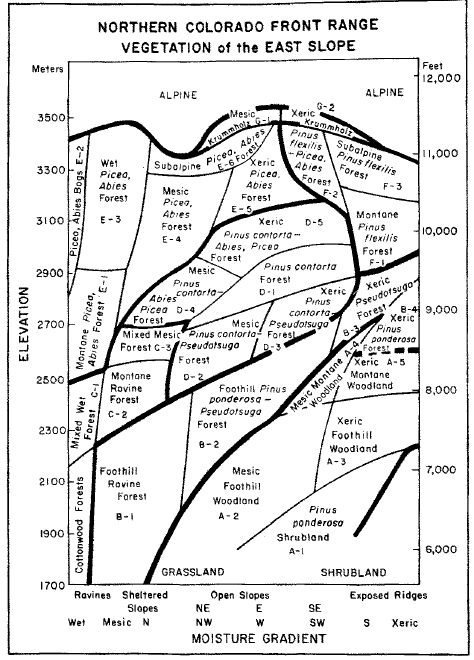 NORTHERN COLORADO FRONT RANGE
VEGETATION of the EAST SLOPE
Meters
Feet
12,000
ALPINE
ALPINE
3500
Mesic
Krummholz G-1
Xeric G-2
Krummholz
11,000
Subalpine Picea, Abies
E-6 Forest
Subalpine
Pinus flexilis
Forest
F-3
3300
Picea, Abies Bogs E-2
Wet
Picea,
Abies
Forest
E-3
Mesic
Picea,
Abies
Forest
E-4
Xeric
Picea,
Abies
Forest
E-5
Pinus
flexilis
-Picea,
Abies
Forest
F-2
3100
Xeric D-5
Pinus contorta-
Abies, Picea
Forest
Montane
Pinus
flexilis
Forest
F-1
10,000
2900
ELEVATION
Montane Picea,
Abies Forest E-1
Mesic
Pinus
contorta-
Abies
Picea D-4
Forest
Pinus contorta
Forest
D-1
Xeric
Pinus
contorta-
Pseudotsuga
Forest
D-3
Xeric
Pseudotsuga
Forest
B-4
9,000
2700
Mixed Mesic
Forest C-3
Mesic
Pinus contorta-
Pseudotsuga
Forest
D-2
B-3
Xeric
Pinus
ponderosa
Forest
2500
Mesic Montane A-4
Woodland
Xeric A-5
Montane
Woodland
8,000
Mixed Wet
Forest C-1
Montane
Ravine
Forest
C-2
Foothill Pinus
ponderosa-
Pseudotsuga
Forest
B-2
2300
Xeric
Foothill
Woodland
A-3
2100
Cottonwood Forests
Foothill
Ravine
Forest
B-1
Mesic
Foothill
Woodland
A-2
7,000
1900
Pinus
ponderosa
Shrubland
A-1
6,000
GRASSLAND
SHRUBLAND
1700
5500
Ravines Sheltered Slopes Open Slopes Exposed Ridges
NE E SE
Wet Mesic N NW W SW S Xeric
MOISTURE GRADIENT